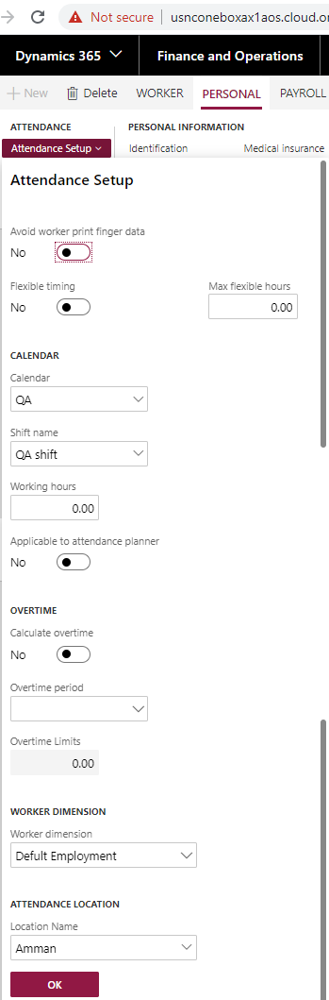 Not secure | usnconeboxax1aos.cloud.on
Dynamics 365 Finance and Operations
New Delete WORKER PERSONAL PAYROLL
ATTENDANCE PERSONAL INFORMATION
Attendance Setup Identification Medical insurance
Attendance Setup
Avoid worker print finger data
No
Flexible timing Max flexible hours
No 0.00
CALENDAR
Calendar
QA
Shift name
QA shift
Working hours
0.00
Applicable to attendance planner
No
OVERTIME
Calculate overtime
No
Overtime period
Overtime Limits
0.00
WORKER DIMENSION
Worker dimension
Defult Employment
ATTENDANCE LOCATION
Location Name
Amman
OK